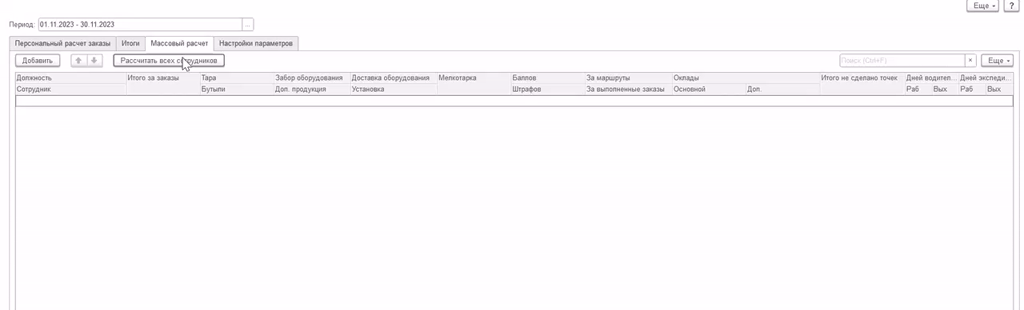 Еще
?
Период: 01.11.2023 - 30.11.2023 ...
Персональный расчет заказы Итоги Массовый расчет Настройки параметров
Добавить Рассчитать всех сотрудников Поиск (Ctrl+F) × Еще
Должность Итого за заказы Тара Забор оборудования Доставка оборудования Мелкотарка Баллов За маршруты Оклады Итого не сделано точек Дней водител... Дней экспеди...
Сотрудник Бутыли Доп. продукция Установка Штрафов За выполненные заказы Основной Доп. Раб Вых Раб Вых